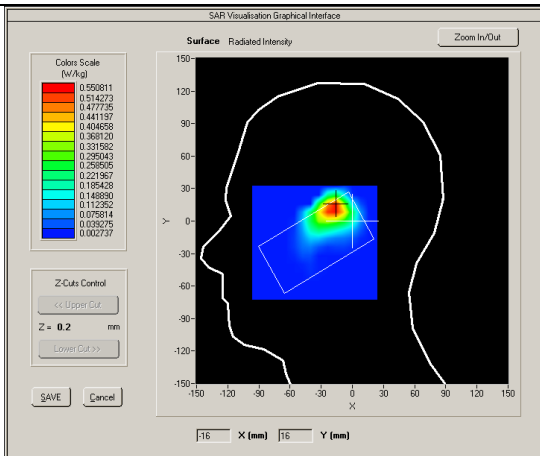 SAR Visualisation Graphical Interface
Surface Radiated Intensity
Zoom In/Out
Colors Scale
(W/kg)
0.550811
0.514273
0.477735
0.441197
0.404658
0.368120
0.331582
0.295043
0.258505
0.221967
0.185428
0.148890
0.112352
0.075814
0.039275
0.002737
Z-Cuts Control
<< Upper Cut
Z = 0.2 mm
Lower Cut >>
SAVE Cancel
150
120
90
60
30
0
-30
-60
-90
-120
-150
Y
-150 -120 -90 -60 -30 0 30 60 90 120 150
X
-16 X (mm) 16 Y (mm)